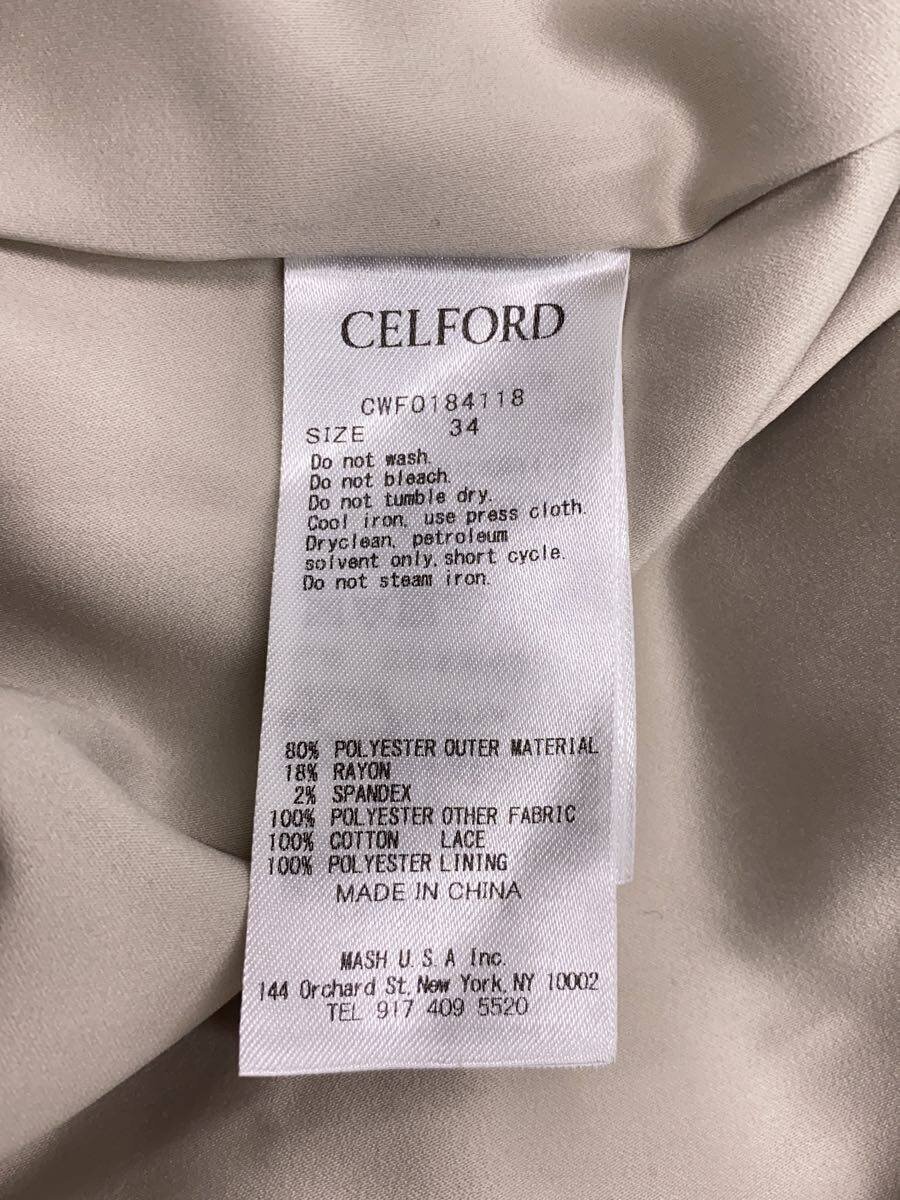 CELFORD
CWF0184118
SIZE 34
Do not wash.
Do not bleach.
Do not tumble dry.
Cool iron, use press cloth.
Dryclean, petroleum
solvent only, short cycle.
Do not steam iron.
80% POLYESTER OUTER MATERIAL
18% RAYON
2% SPANDEX
100% POLYESTER OTHER FABRIC
100% COTTON LACE
100% POLYESTER LINING
MADE IN CHINA
MASH U.S.A Inc.
144 Orchard St, New York, NY 10002
TEL 917 409 5520